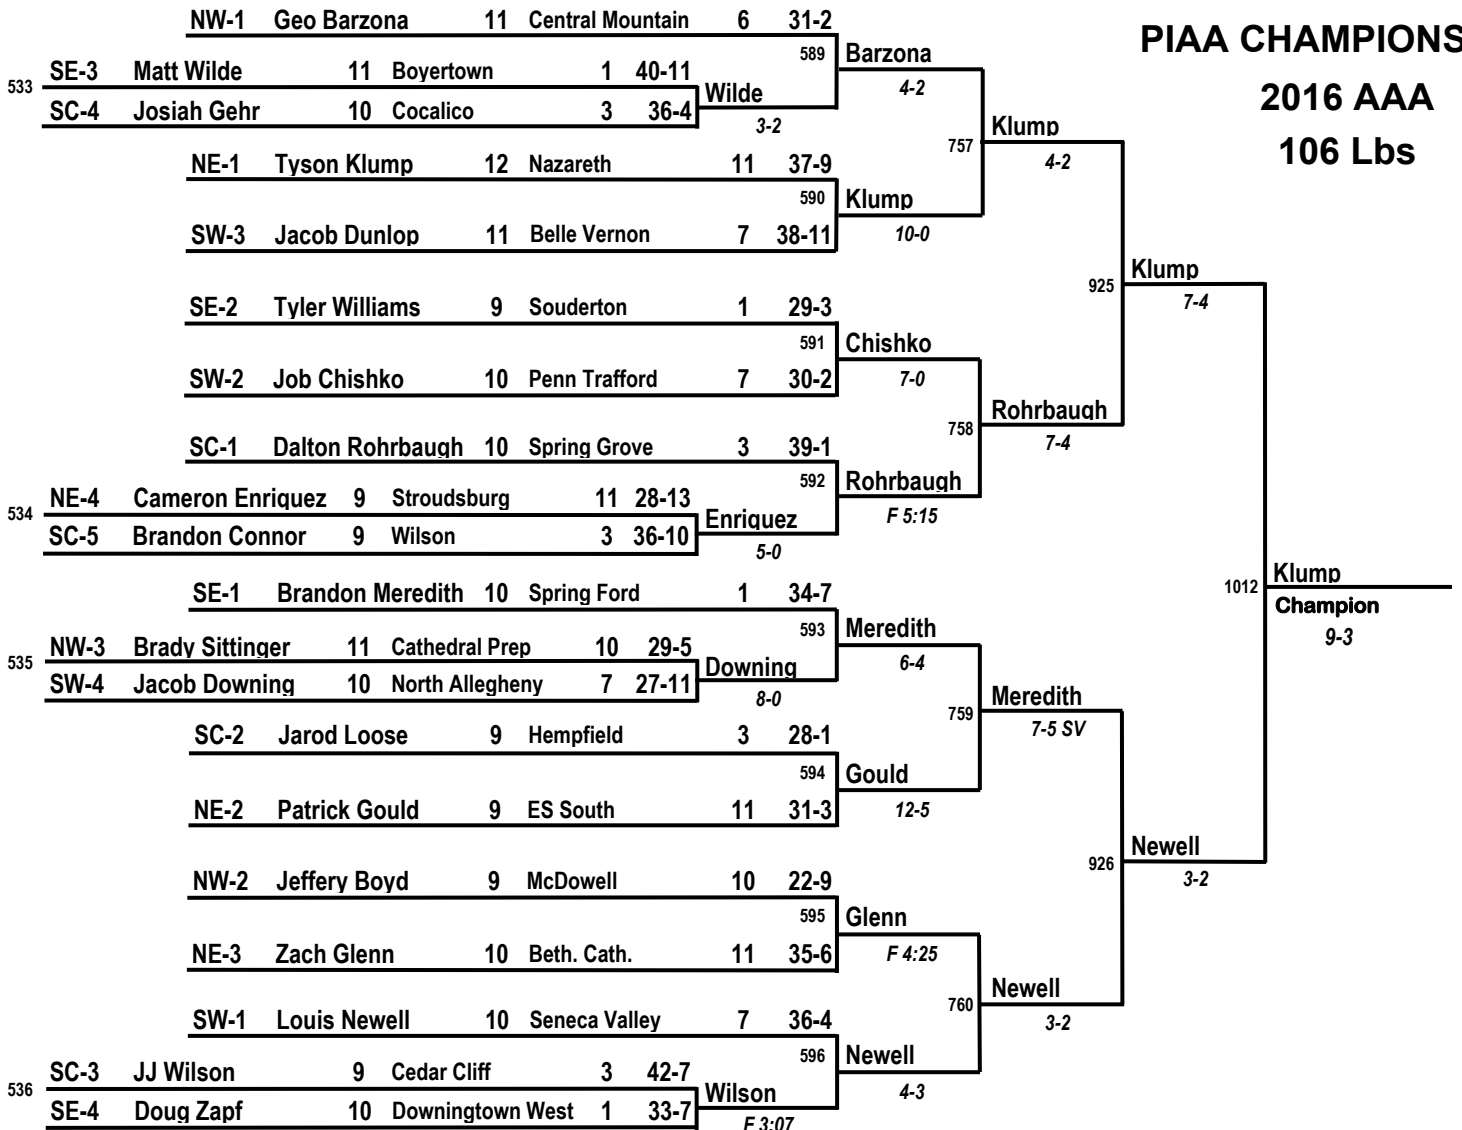 NW-1 Geo Barzona 11 Central Mountain 6 31-2
PIAA CHAMPIONS
589 Barzona
533 SE-3 Matt Wilde 11 Boyertown 1 40-11
4-2
2016 AAA
Wilde
SC-4 Josiah Gehr 10 Cocalico 3 36-4
3-2
Klump
757
4-2
106 Lbs
NE-1 Tyson Klump 12 Nazareth 11 37-9
590 Klump
SW-3 Jacob Dunlop 11 Belle Vernon 7 38-11
10-0
Klump
925
7-4
SE-2 Tyler Williams 9 Souderton 1 29-3
591 Chishko
SW-2 Job Chishko 10 Penn Trafford 7 30-2
7-0
Rohrbaugh
758
7-4
SC-1 Dalton Rohrbaugh 10 Spring Grove 3 39-1
592 Rohrbaugh
534 NE-4 Cameron Enriquez 9 Stroudsburg 11 28-13
F 5:15
Enriquez
SC-5 Brandon Connor 9 Wilson 3 36-10
5-0
Klump
1012
Champion
9-3
SE-1 Brandon Meredith 10 Spring Ford 1 34-7
593 Meredith
535 NW-3 Brady Sittinger 11 Cathedral Prep 10 29-5
6-4
Downing
SW-4 Jacob Downing 10 North Allegheny 7 27-11
8-0
Meredith
759
7-5 SV
SC-2 Jarod Loose 9 Hempfield 3 28-1
594 Gould
NE-2 Patrick Gould 9 ES South 11 31-3
12-5
Newell
926
3-2
NW-2 Jeffery Boyd 9 McDowell 10 22-9
595 Glenn
NE-3 Zach Glenn 10 Beth. Cath. 11 35-6
F 4:25
Newell
760
3-2
SW-1 Louis Newell 10 Seneca Valley 7 36-4
596 Newell
536 SC-3 JJ Wilson 9 Cedar Cliff 3 42-7
4-3
Wilson
SE-4 Doug Zapf 10 Downingtown West 1 33-7
F 3:07